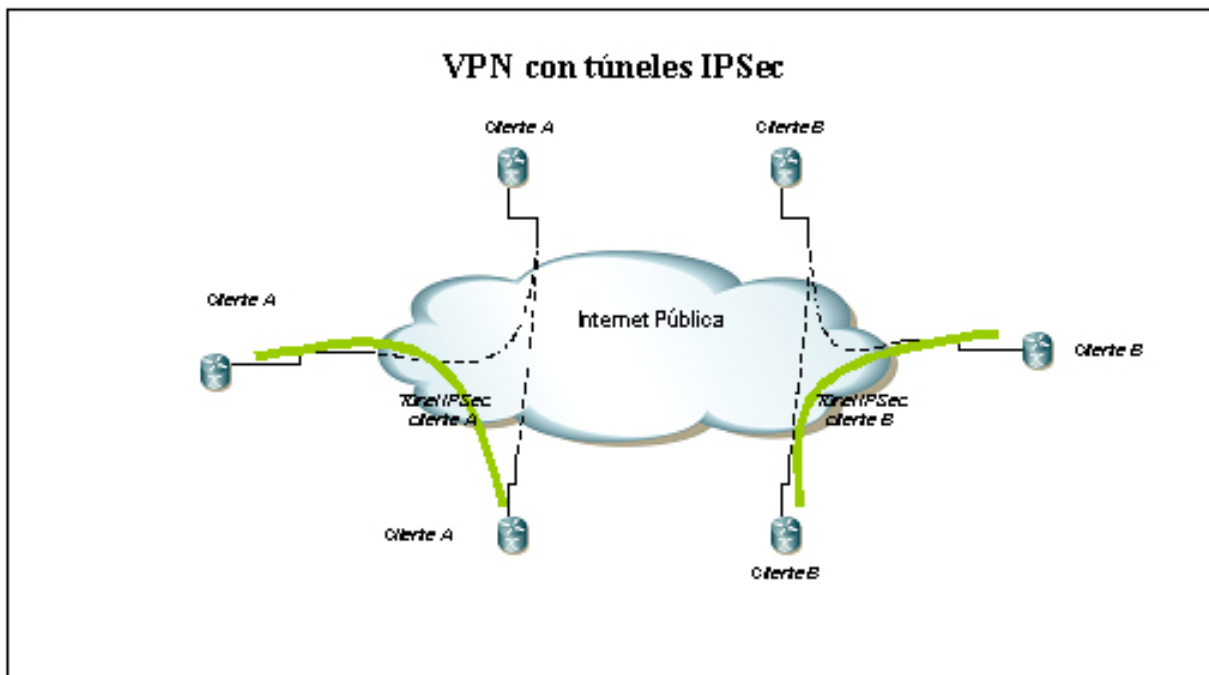 VPN con túneles IPSec
Cliente A
Cliente B
Cliente A
Internet Pública
Cliente B
Túnel IPSec
cliente A
Túnel IPSec
cliente B
Cliente A
Cliente B